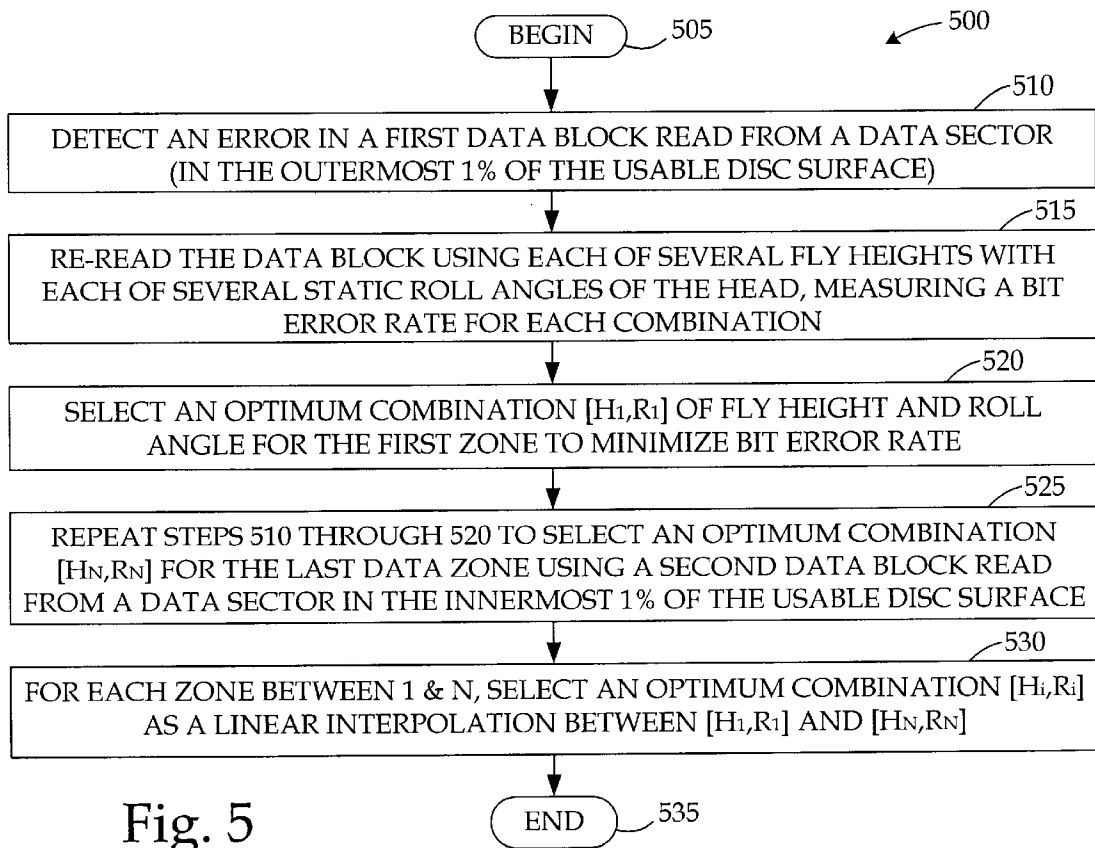 500
BEGIN
505
510
DETECT AN ERROR IN A FIRST DATA BLOCK READ FROM A DATA SECTOR
(IN THE OUTERMOST 1% OF THE USABLE DISC SURFACE)
515
RE-READ THE DATA BLOCK USING EACH OF SEVERAL FLY HEIGHTS WITH
EACH OF SEVERAL STATIC ROLL ANGLES OF THE HEAD, MEASURING A BIT
ERROR RATE FOR EACH COMBINATION
520
SELECT AN OPTIMUM COMBINATION [H1,R1] OF FLY HEIGHT AND ROLL
ANGLE FOR THE FIRST ZONE TO MINIMIZE BIT ERROR RATE
525
REPEAT STEPS 510 THROUGH 520 TO SELECT AN OPTIMUM COMBINATION
[HN,RN] FOR THE LAST DATA ZONE USING A SECOND DATA BLOCK READ
FROM A DATA SECTOR IN THE INNERMOST 1% OF THE USABLE DISC SURFACE
530
FOR EACH ZONE BETWEEN 1 & N, SELECT AN OPTIMUM COMBINATION [Hi,Ri]
AS A LINEAR INTERPOLATION BETWEEN [H1,R1] AND [HN,RN]
END
535
Fig. 5